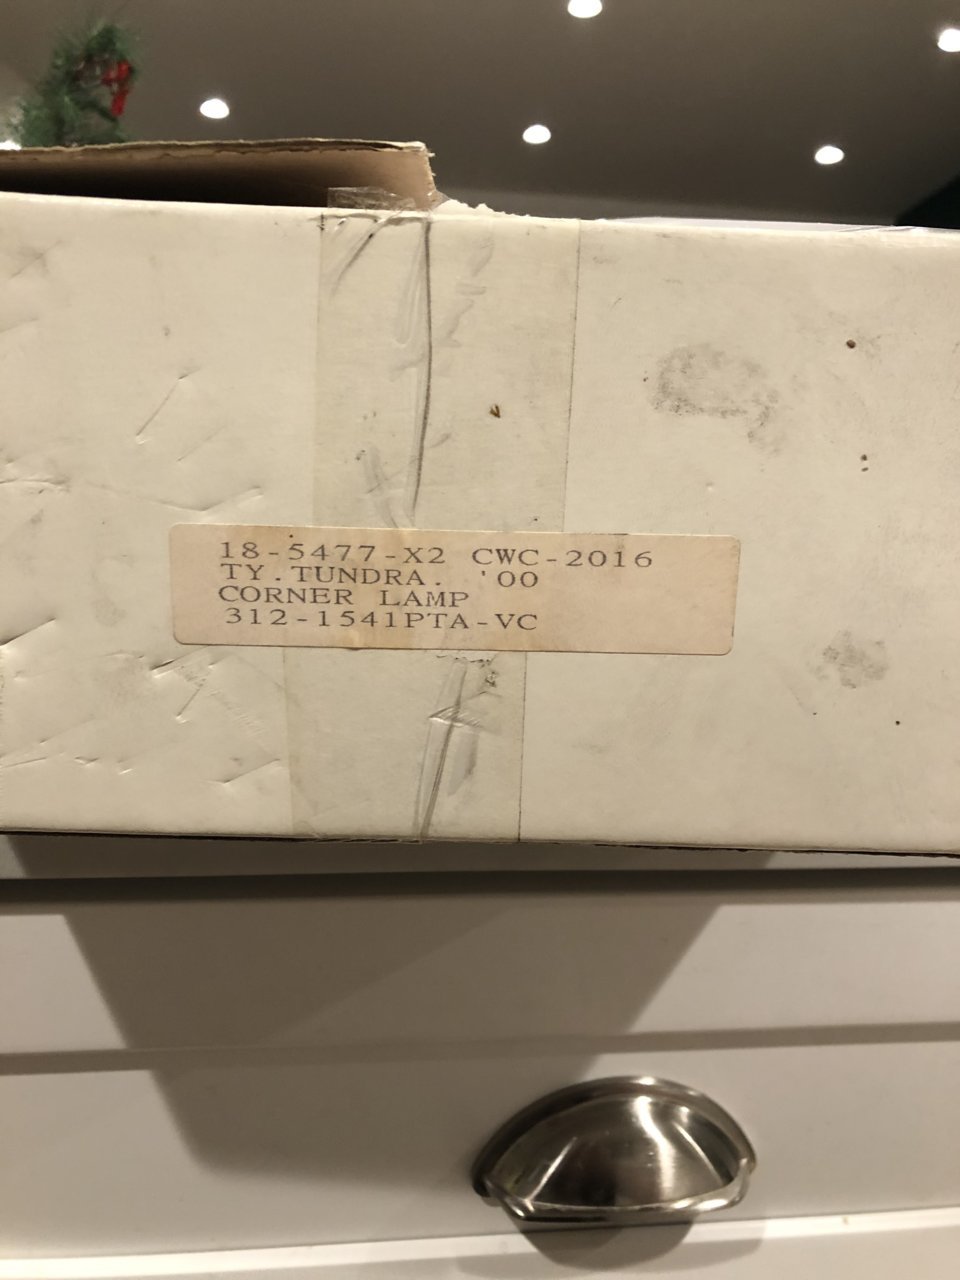 18-5477-X2 CWC-2016
TY.TUNDRA. '00
CORNER LAMP
312-1541PTA-VC